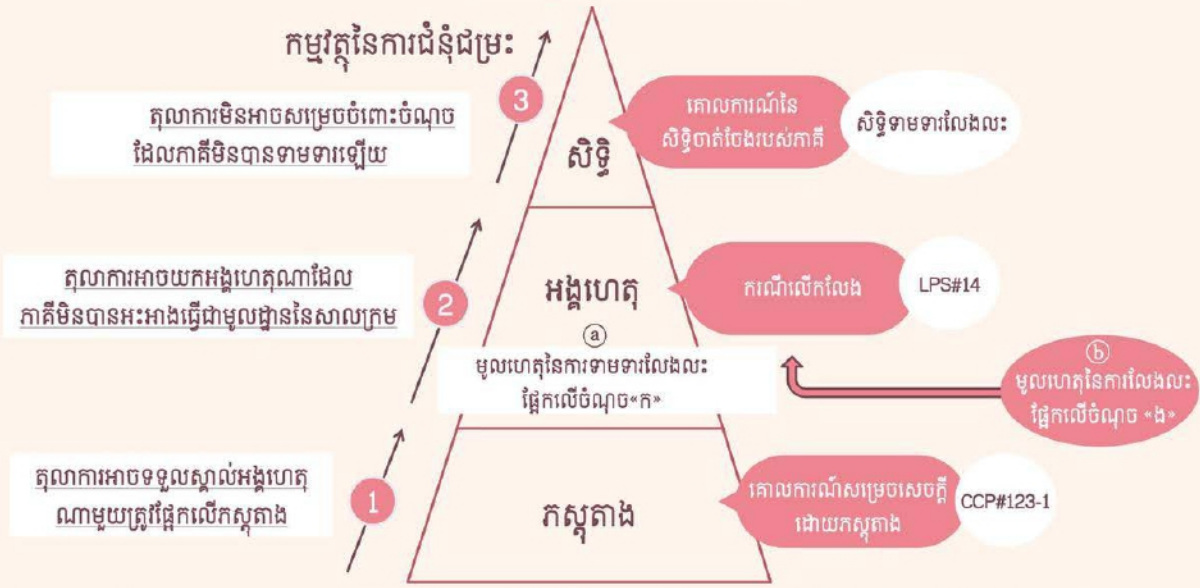 កម្មវត្ថុនៃការជំនុំជម្រះ
3
តុលាការមិនអាចសម្រេចចំពោះចំណុច
ដែលភាគីមិនបានទាមទារឡើយ
សិទ្ធិ
គោលការណ៍នៃ
សិទ្ធិចាត់ចែងរបស់ភាគី
សិទ្ធិទាមទារលែងលះ
2
តុលាការអាចយកអង្គហេតុណាដែល
ភាគីមិនបានអះអាងធ្វើជាមូលដ្ឋាននៃសាលក្រម
អង្គហេតុ
ករណីលើកលែង
LPS#14
ⓐ
មូលហេតុនៃការទាមទារលែងលះ
ផ្អែកលើចំណុច«ក»
ⓑ
មូលហេតុនៃការលែងលះ
ផ្អែកលើចំណុច «ង»
1
តុលាការអាចទទួលស្គាល់អង្គហេតុ
ណាមួយត្រូវផ្អែកលើភស្តុតាង
ភស្តុតាង
គោលការណ៍សម្រេចសេចក្ដី
ដោយភស្តុតាង
CCP#123-1